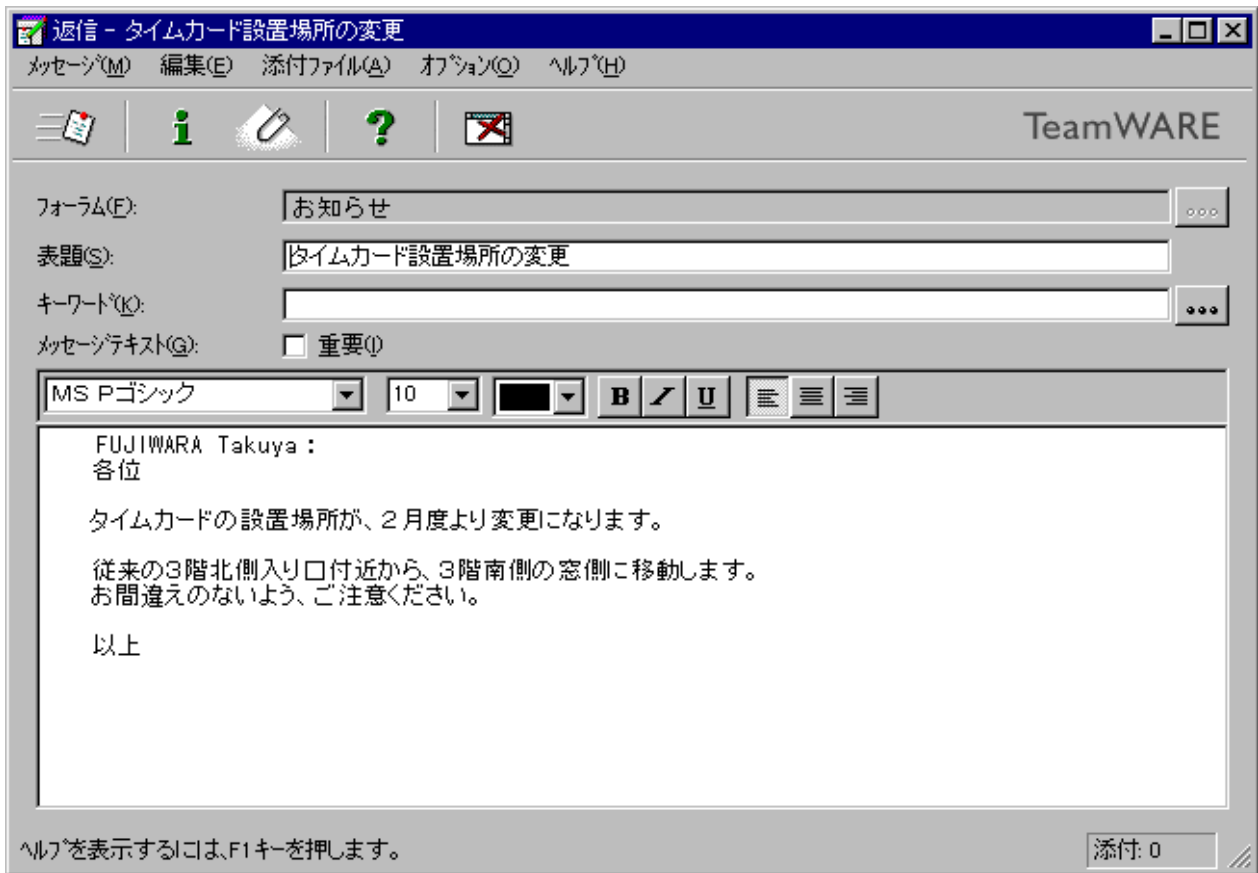 返信 - タイムカード設置場所の変更
ﾒｯｾｰｼﾞ(M) 編集(E) 添付ﾌｧｲﾙ(A) ｵﾌﾟｼｮﾝ(O) ﾍﾙﾌﾟ(H)
TeamWARE
ﾌｫｰﾗﾑ(F): お知らせ
表題(S): タイムカード設置場所の変更
ｷｰﾜｰﾄﾞ(K):
ﾒｯｾｰｼﾞﾃｷｽﾄ(G): 重要(I)
MS Pゴシック 10 B I U
FUJIWARA Takuya：
各位
タイムカードの設置場所が、２月度より変更になります。
従来の３階北側入り口付近から、３階南側の窓側に移動します。
お間違えのないよう、ご注意ください。
以上
ﾍﾙﾌﾟを表示するには、F1キーを押します。 添付: 0